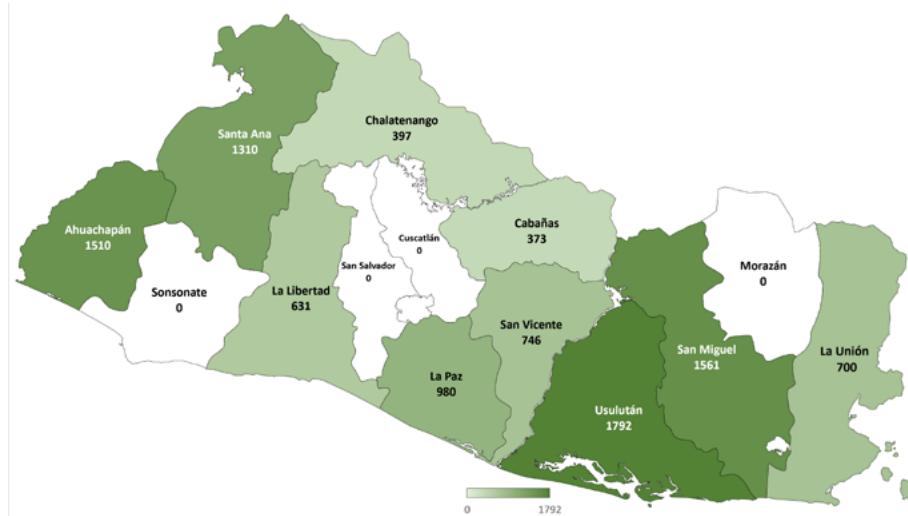 Chalatenango
397
Santa Ana
1310
Cabañas
373
Ahuachapán
1510
Cuscatlán
0
San Salvador
0
Morazán
0
Sonsonate
0
La Libertad
631
San Vicente
746
San Miguel
1561
La Unión
700
La Paz
980
Usulután
1792
0 1792